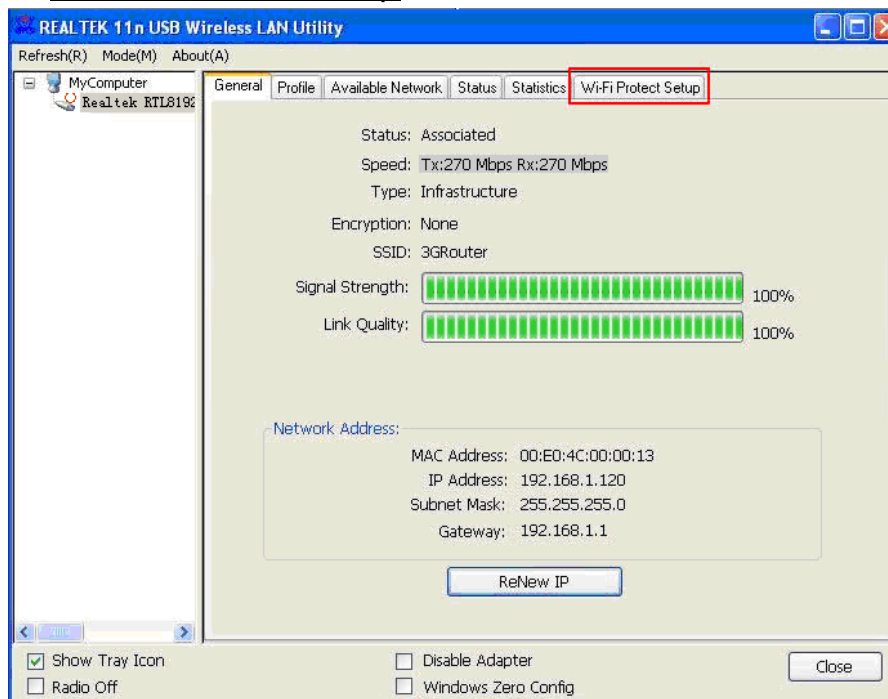 REALTEK 11n USB Wireless LAN Utility
Refresh(R) Mode(M) About(A)
MyComputer
Realtek RTL8192
General Profile Available Network Status Statistics Wi-Fi Protect Setup
Status: Associated
Speed: Tx:270 Mbps Rx:270 Mbps
Type: Infrastructure
Encryption: None
SSID: 3GRouter
Signal Strength: 100%
Link Quality: 100%
Network Address:
MAC Address: 00:E0:4C:00:00:13
IP Address: 192.168.1.120
Subnet Mask: 255.255.255.0
Gateway: 192.168.1.1
ReNew IP
Show Tray Icon Disable Adapter
Close
Radio Off Windows Zero Config